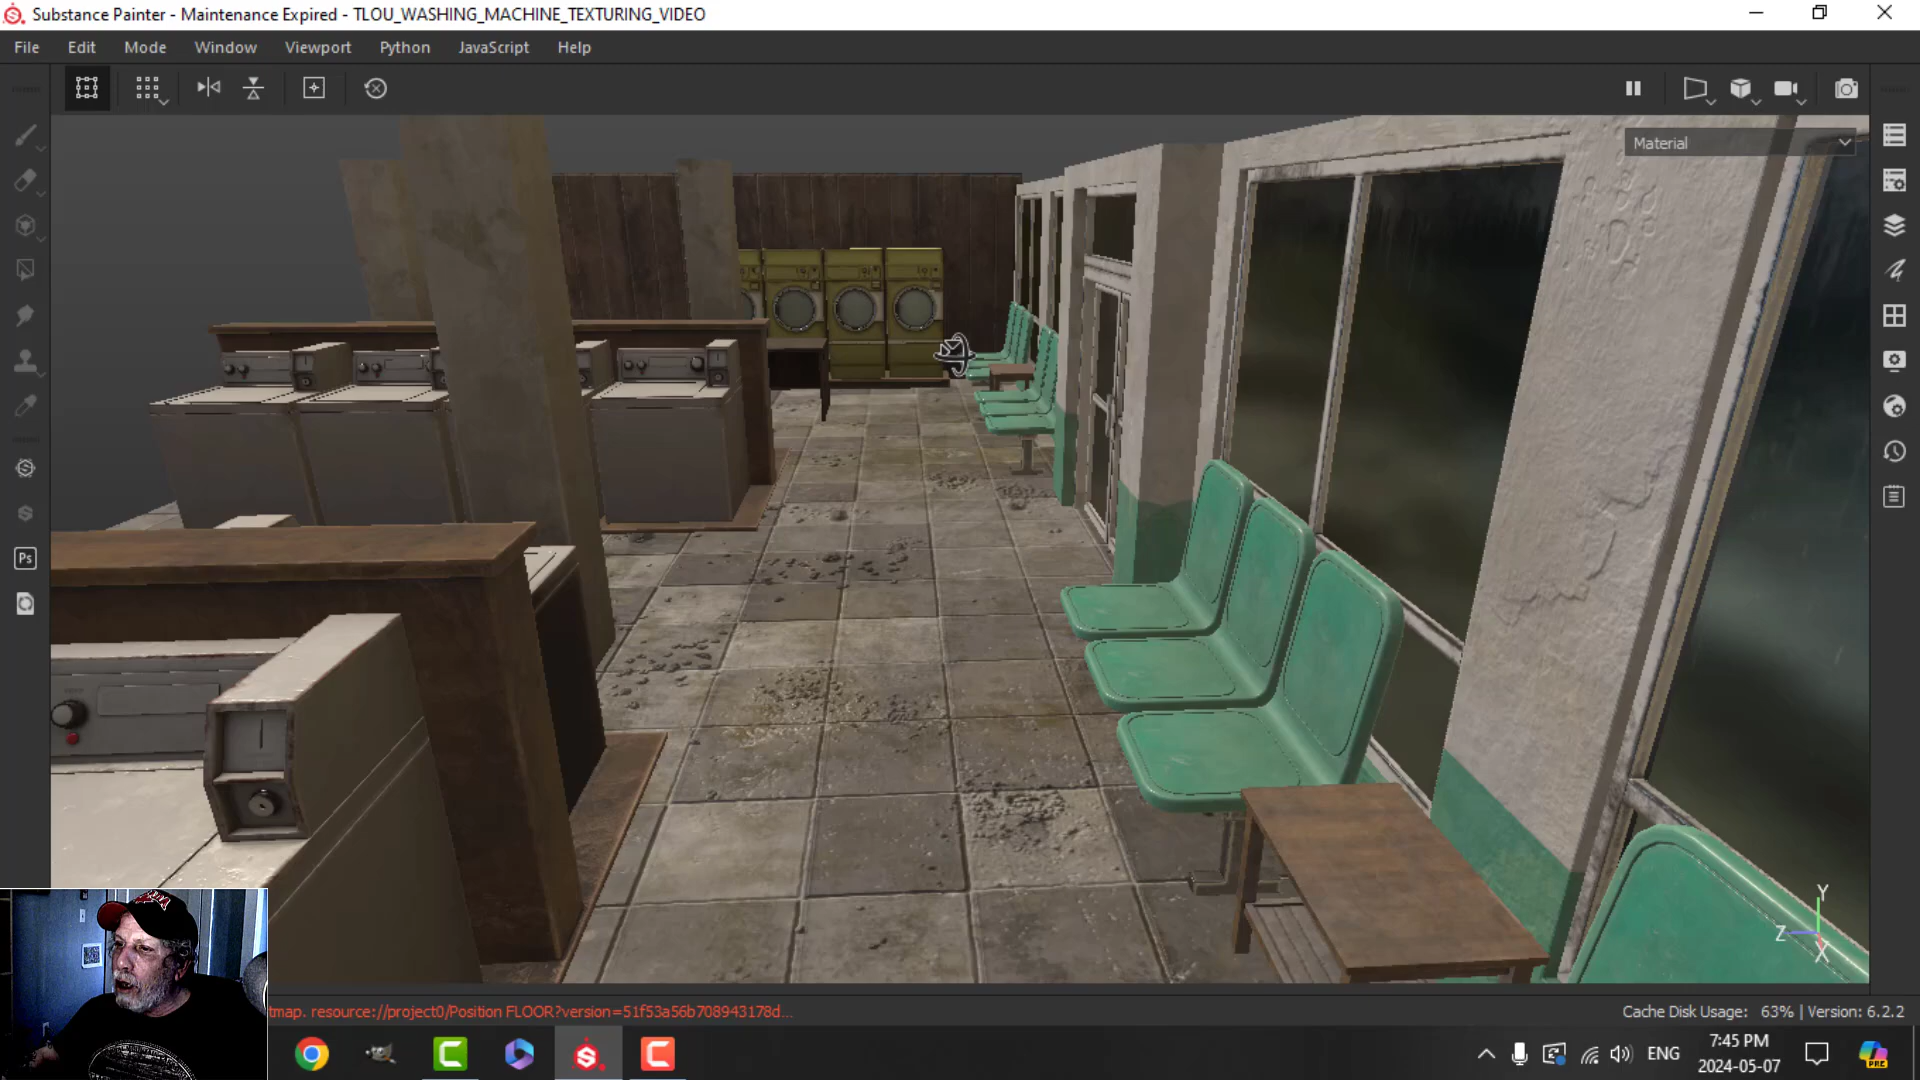 Substance Painter - Maintenance Expired - TLOU_WASHING_MACHINE_TEXTURING_VIDEO
File Edit Mode Window Viewport Python JavaScript Help
Material
Ps
Y
Z
X
tmap. resource://project0/Position FLOOR?version=51f53a56b708943178d...
Cache Disk Usage: 63% | Version: 6.2.2
ENG
7:45 PM
2024-05-07
PRE